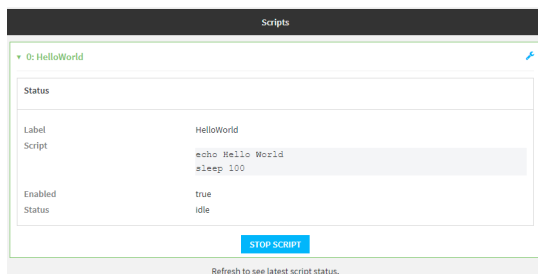 Scripts
0: HelloWorld
Status
Label HelloWorld
Script
echo Hello World
sleep 100
Enabled true
Status idle
STOP SCRIPT
Refresh to see latest script status.